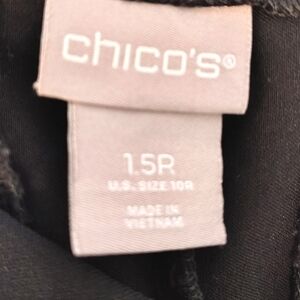 chico's®
1.5R
U.S. SIZE 10R
MADE IN
VIETNAM